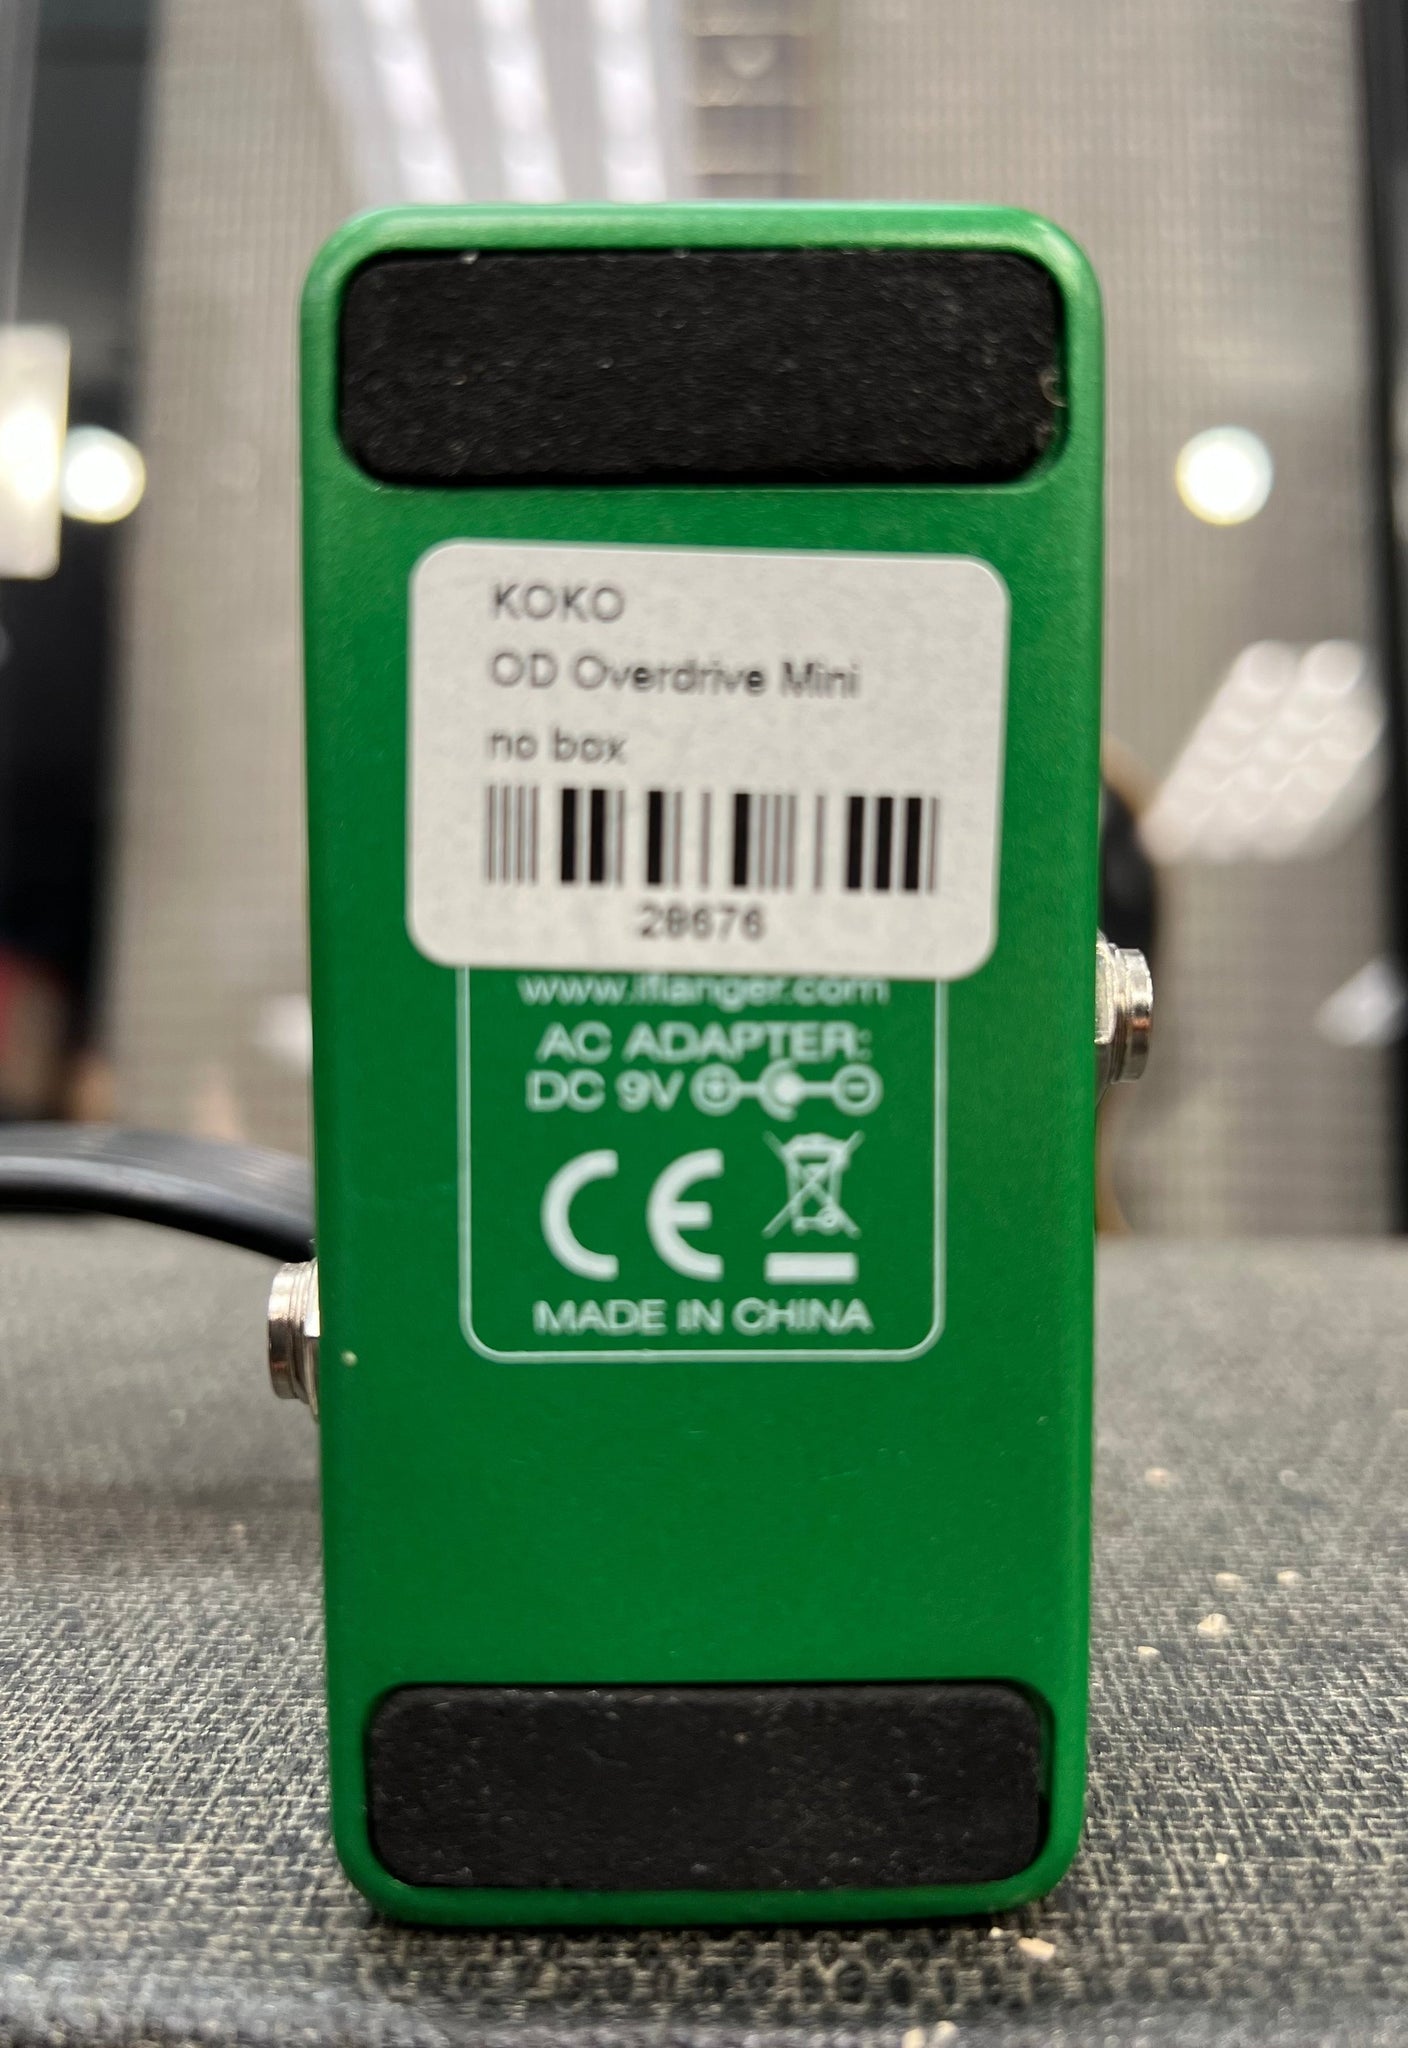 KOKO
OD Overdrive Mini
no box
28676
www.iflanger.com
AC ADAPTER:
DC 9V
CE
MADE IN CHINA